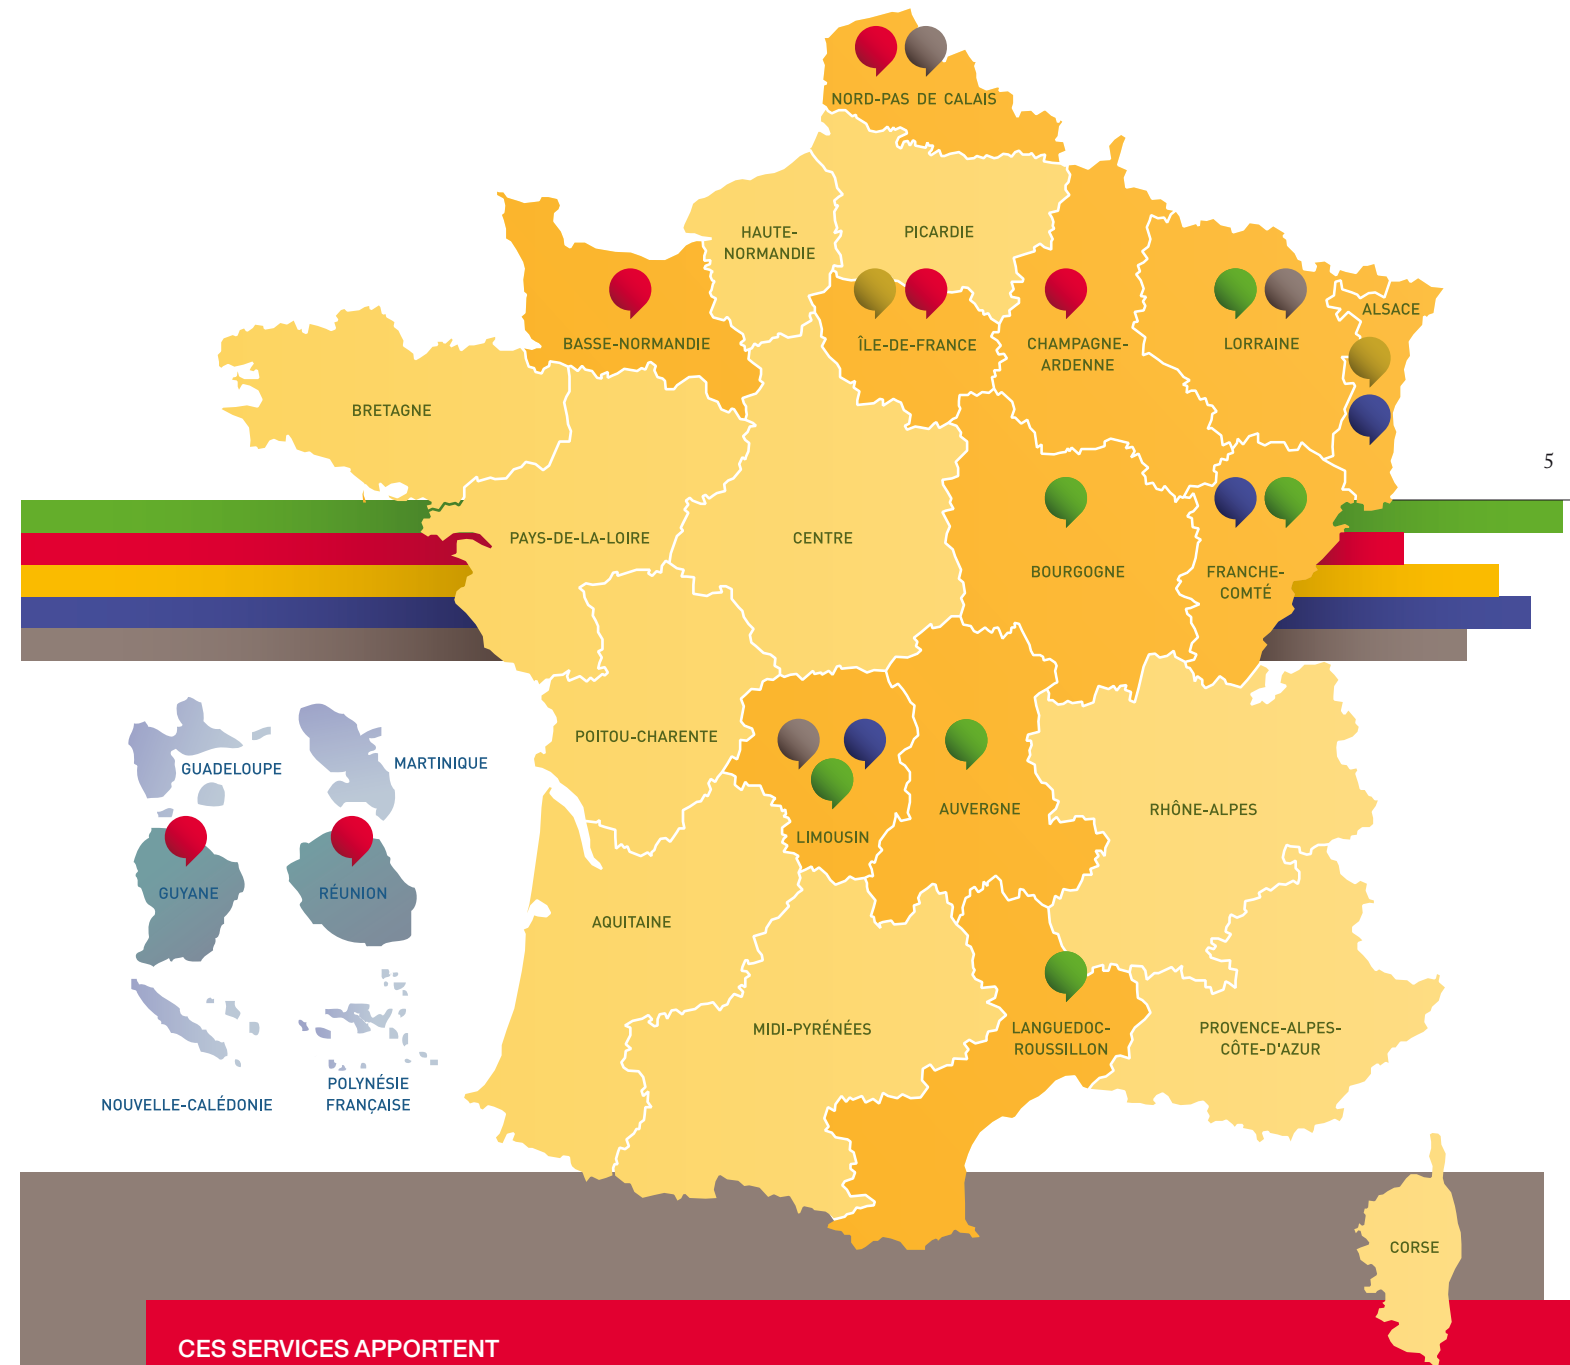 NORD-PAS DE CALAIS
HAUTE-
NORMANDIE
PICARDIE
ALSACE
BASSE-NORMANDIE
ÎLE-DE-FRANCE
CHAMPAGNE-
ARDENNE
LORRAINE
BRETAGNE
5
PAYS-DE-LA-LOIRE
CENTRE
BOURGOGNE
FRANCHE-
COMTÉ
POITOU-CHARENTE
GUADELOUPE
MARTINIQUE
LIMOUSIN
AUVERGNE
RHÔNE-ALPES
GUYANE
RÉUNION
AQUITAINE
MIDI-PYRÉNÉES
LANGUEDOC-
ROUSSILLON
PROVENCE-ALPES-
CÔTE-D'AZUR
NOUVELLE-CALÉDONIE
POLYNÉSIE
FRANÇAISE
CORSE
CES SERVICES APPORTENT